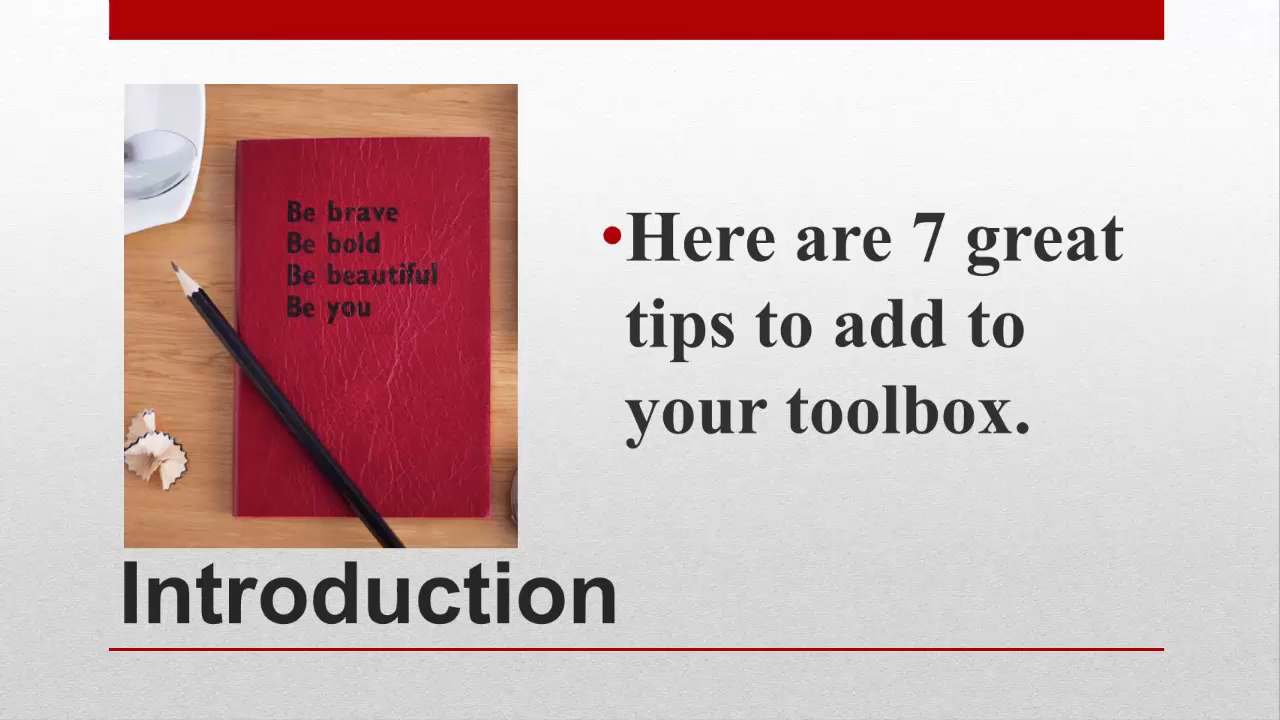 Be brave
Be bold
Be beautiful
Be you
•Here are 7 great
tips to add to
your toolbox.
Introduction